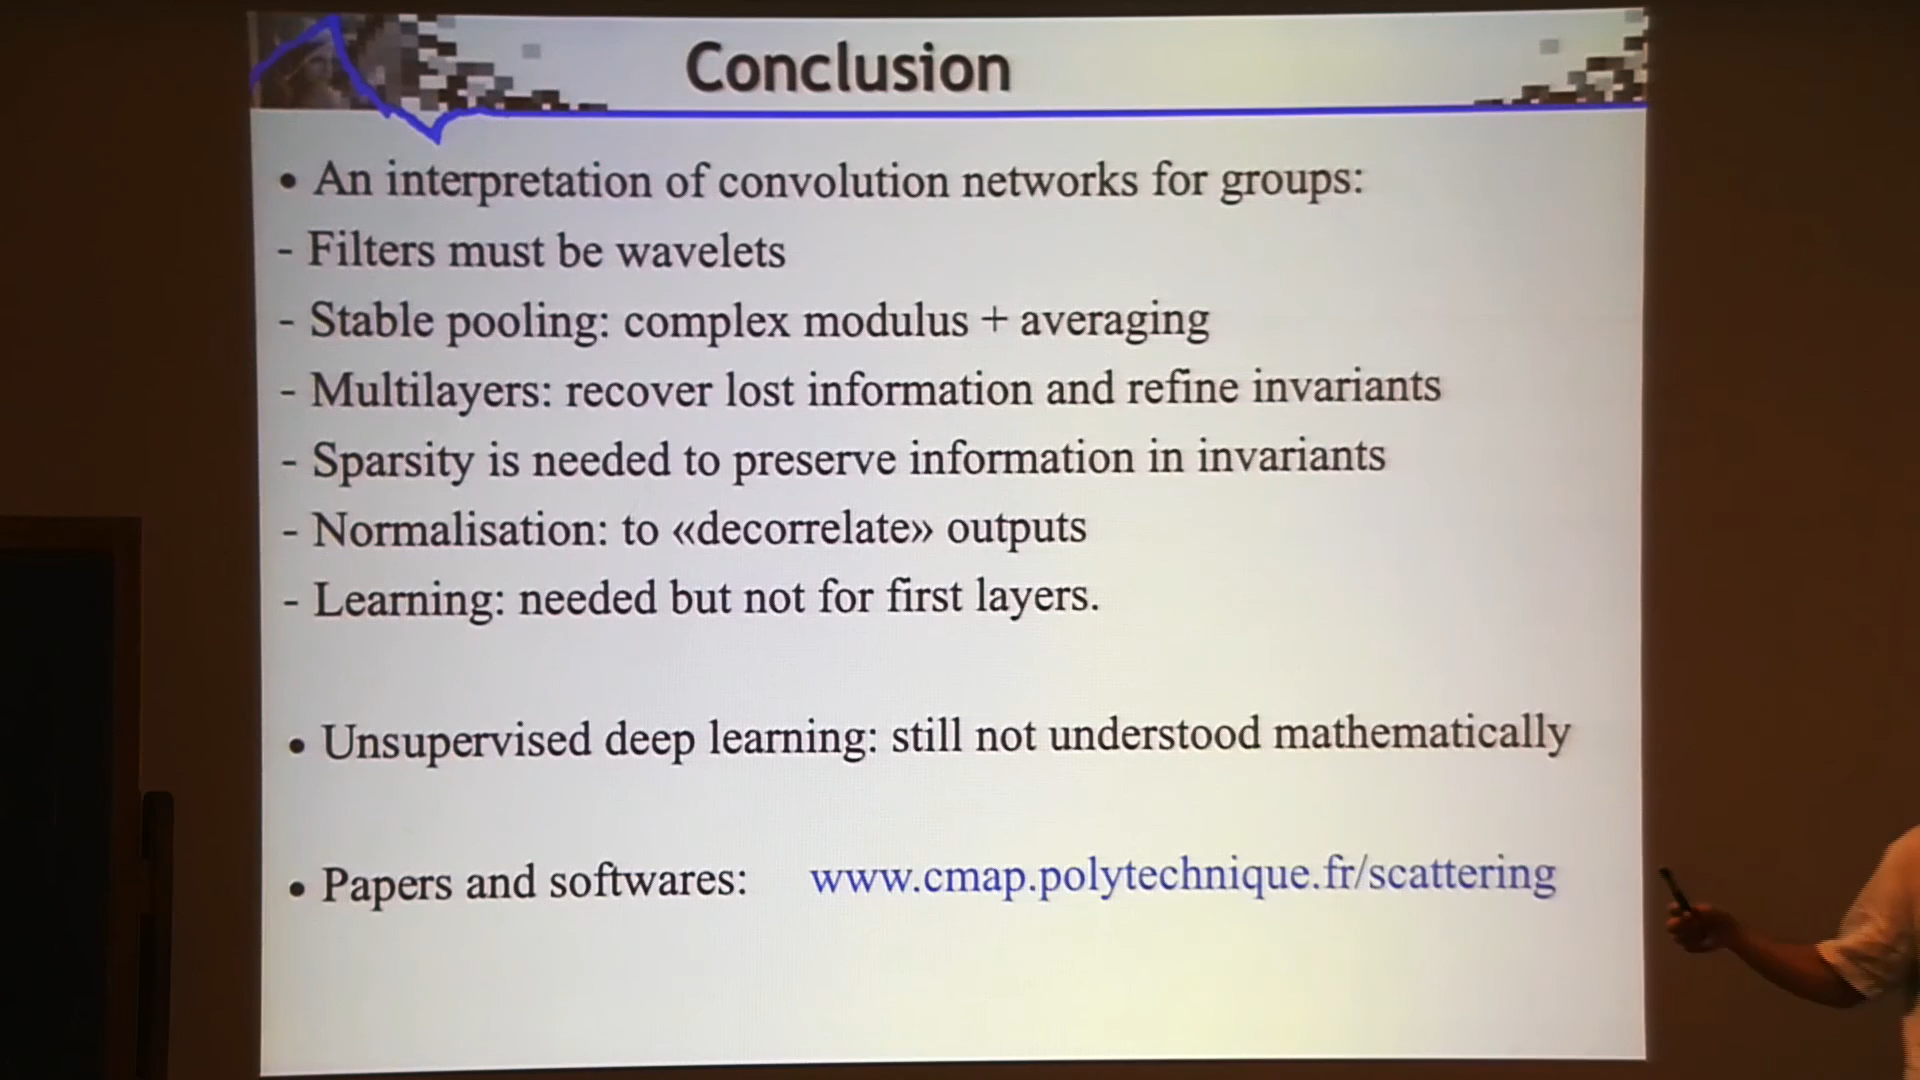 Conclusion
• An interpretation of convolution networks for groups:
- Filters must be wavelets
- Stable pooling: complex modulus + averaging
- Multilayers: recover lost information and refine invariants
- Sparsity is needed to preserve information in invariants
- Normalisation: to «decorrelate» outputs
- Learning: needed but not for first layers.
• Unsupervised deep learning: still not understood mathematically
• Papers and softwares: www.cmap.polytechnique.fr/scattering